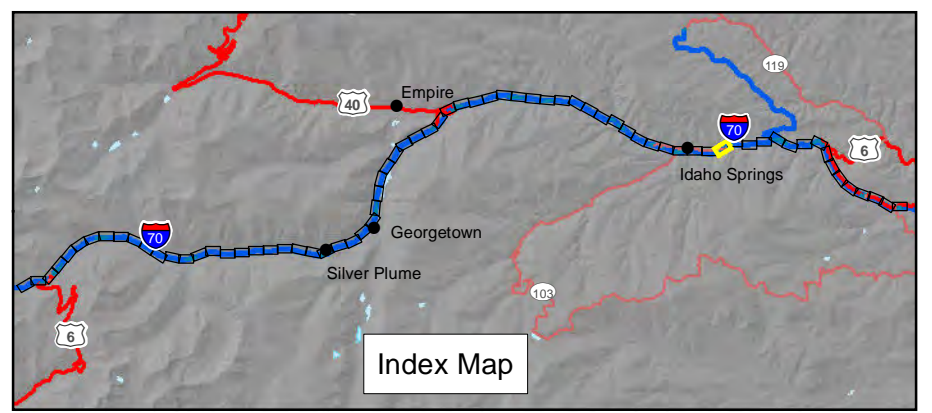 119
Empire
40
70
6
Idaho Springs
70
Georgetown
Silver Plume
103
6
Index Map